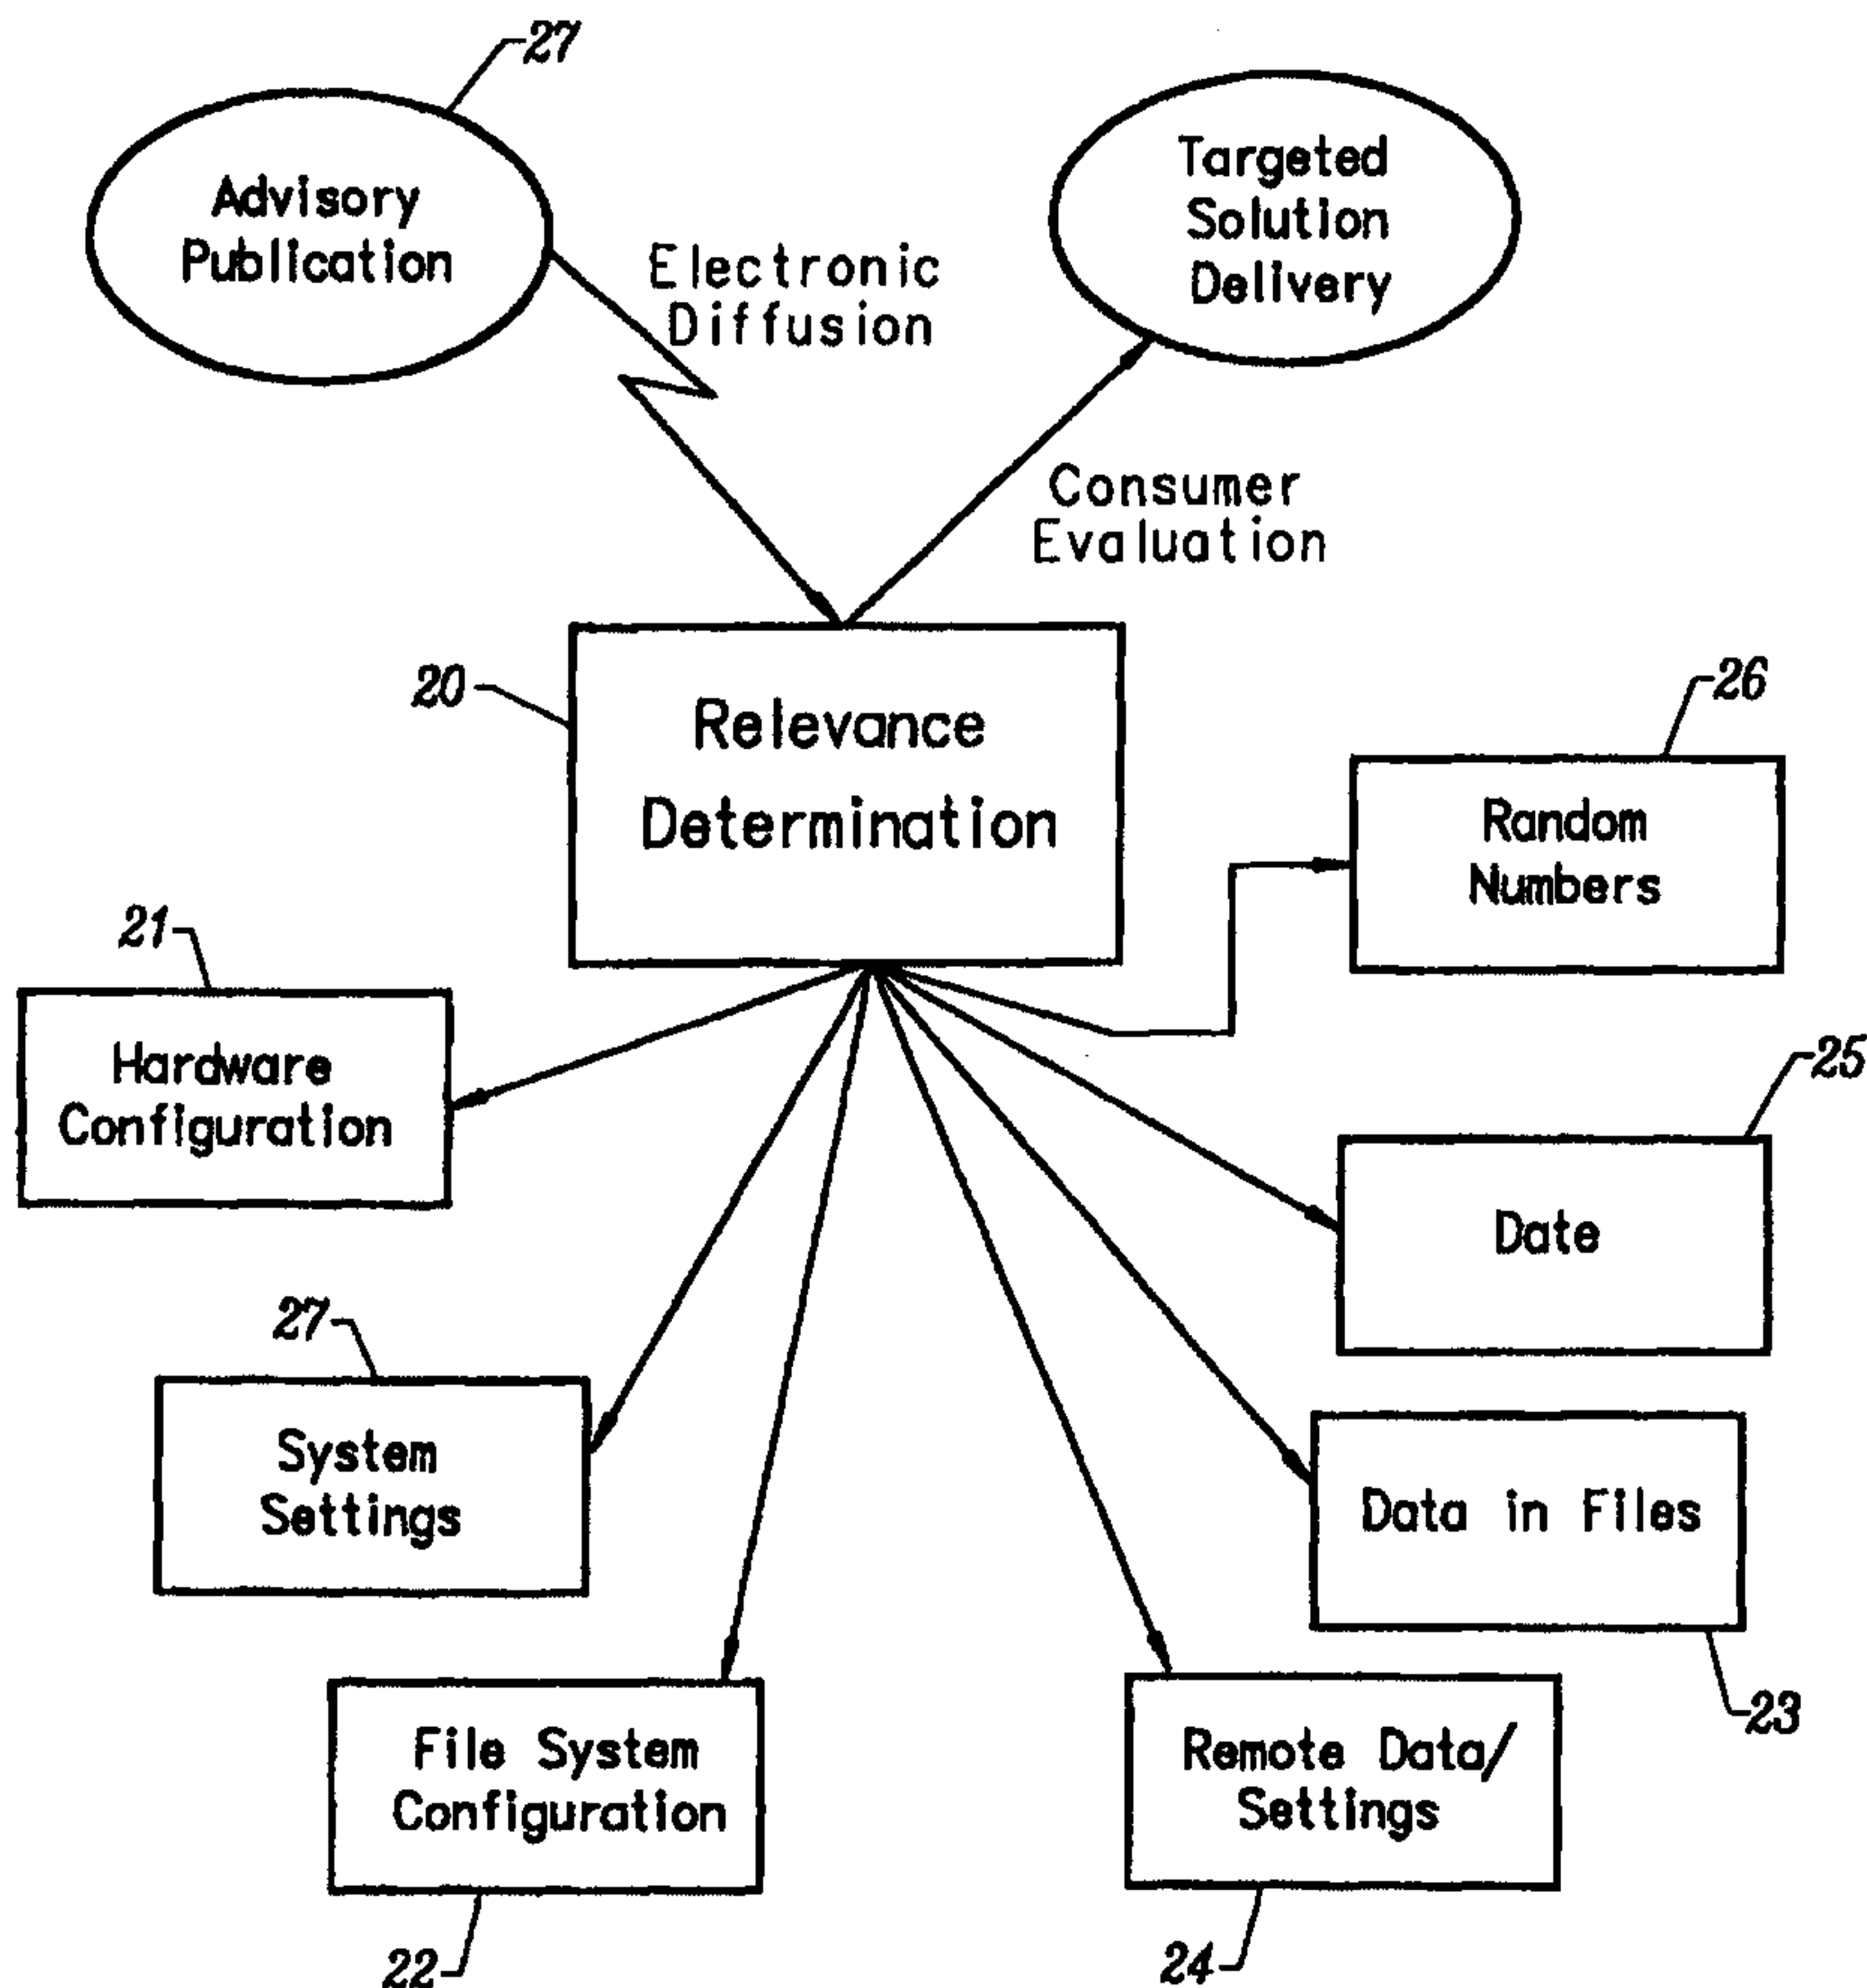 27
Advisory
Publication
Targeted
Solution
Delivery
Electronic
Diffusion
Consumer
Evaluation
20
Relevance
Determination
26
Random
Numbers
21
Hardware
Configuration
25
Date
27
System
Settings
Data in Files
23
File System
Configuration
22
Remote Data/
Settings
24